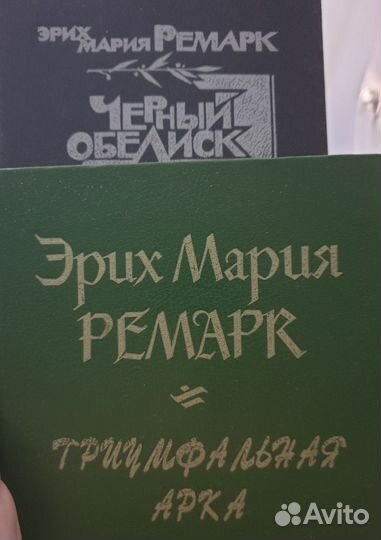 ЭРИХ МАРИЯ РЕМАРК
ЧЕРНЫЙ
ОБЕЛИСК
Эрих Мария
РЕМАРК
ТРИУМФАЛЬНАЯ
АРКА
Avito